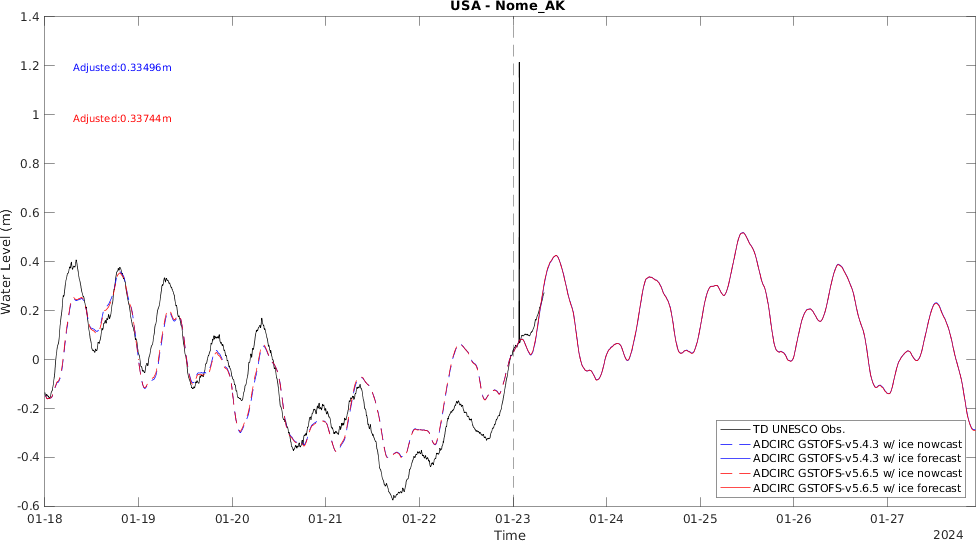 USA - Nome_AK
1.4
1.2
1
0.8
0.6
0.4
0.2
0
-0.2
-0.4
-0.6
Water Level (m)
Adjusted:0.33496m
Adjusted:0.33744m
TD UNESCO Obs.
ADCIRC GSTOFS-v5.4.3 w/ ice nowcast
ADCIRC GSTOFS-v5.4.3 w/ ice forecast
ADCIRC GSTOFS-v5.6.5 w/ ice nowcast
ADCIRC GSTOFS-v5.6.5 w/ ice forecast
01-18 01-19 01-20 01-21 01-22 01-23 01-24 01-25 01-26 01-27
Time
2024